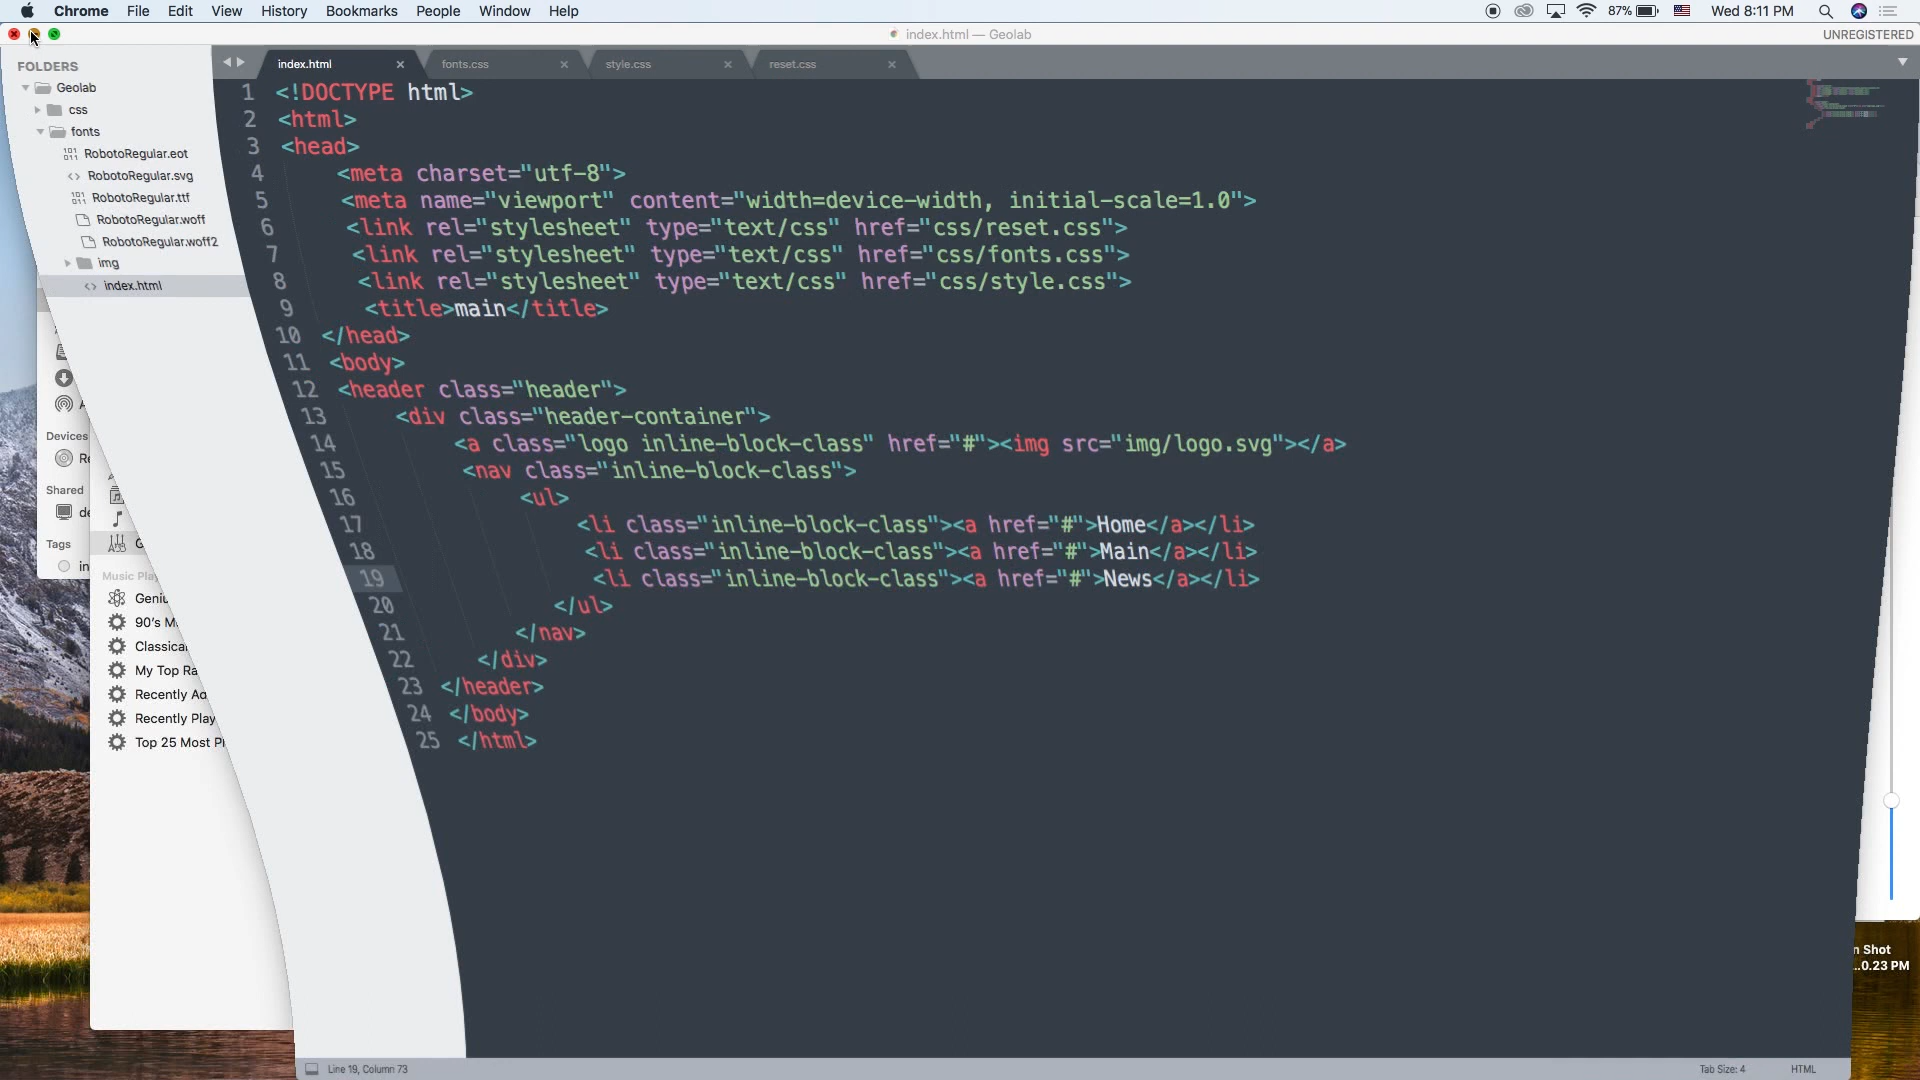 Chrome File Edit View History Bookmarks People Window Help
87% Wed 8:11 PM
index.html — Geolab
UNREGISTERED
FOLDERS
Geolab
css
fonts
RobotoRegular.eot
RobotoRegular.svg
RobotoRegular.ttf
RobotoRegular.woff
RobotoRegular.woff2
img
index.html
index.html fonts.css style.css reset.css
1 <!DOCTYPE html>
2 <html>
3 <head>
4 <meta charset="utf-8">
5 <meta name="viewport" content="width=device-width, initial-scale=1.0">
6 <link rel="stylesheet" type="text/css" href="css/reset.css">
7 <link rel="stylesheet" type="text/css" href="css/fonts.css">
8 <link rel="stylesheet" type="text/css" href="css/style.css">
9 <title>main</title>
10 </head>
11 <body>
12 <header class="header">
13 <div class="header-container">
14 <a class="logo inline-block-class" href="#"><img src="img/logo.svg"></a>
15 <nav class="inline-block-class">
16 <ul>
17 <li class="inline-block-class"><a href="#">Home</a></li>
18 <li class="inline-block-class"><a href="#">Main</a></li>
19 <li class="inline-block-class"><a href="#">News</a></li>
20 </ul>
21 </nav>
22 </div>
23 </header>
24 </body>
25 </html>
Devices
Re
Shared
de
Tags
in
Music Play
Geniu
90's M
Classica
My Top Ra
Recently Ad
Recently Play
Top 25 Most Pl
n Shot
...0.23 PM
Line 19, Column 73
Tab Size: 4
HTML